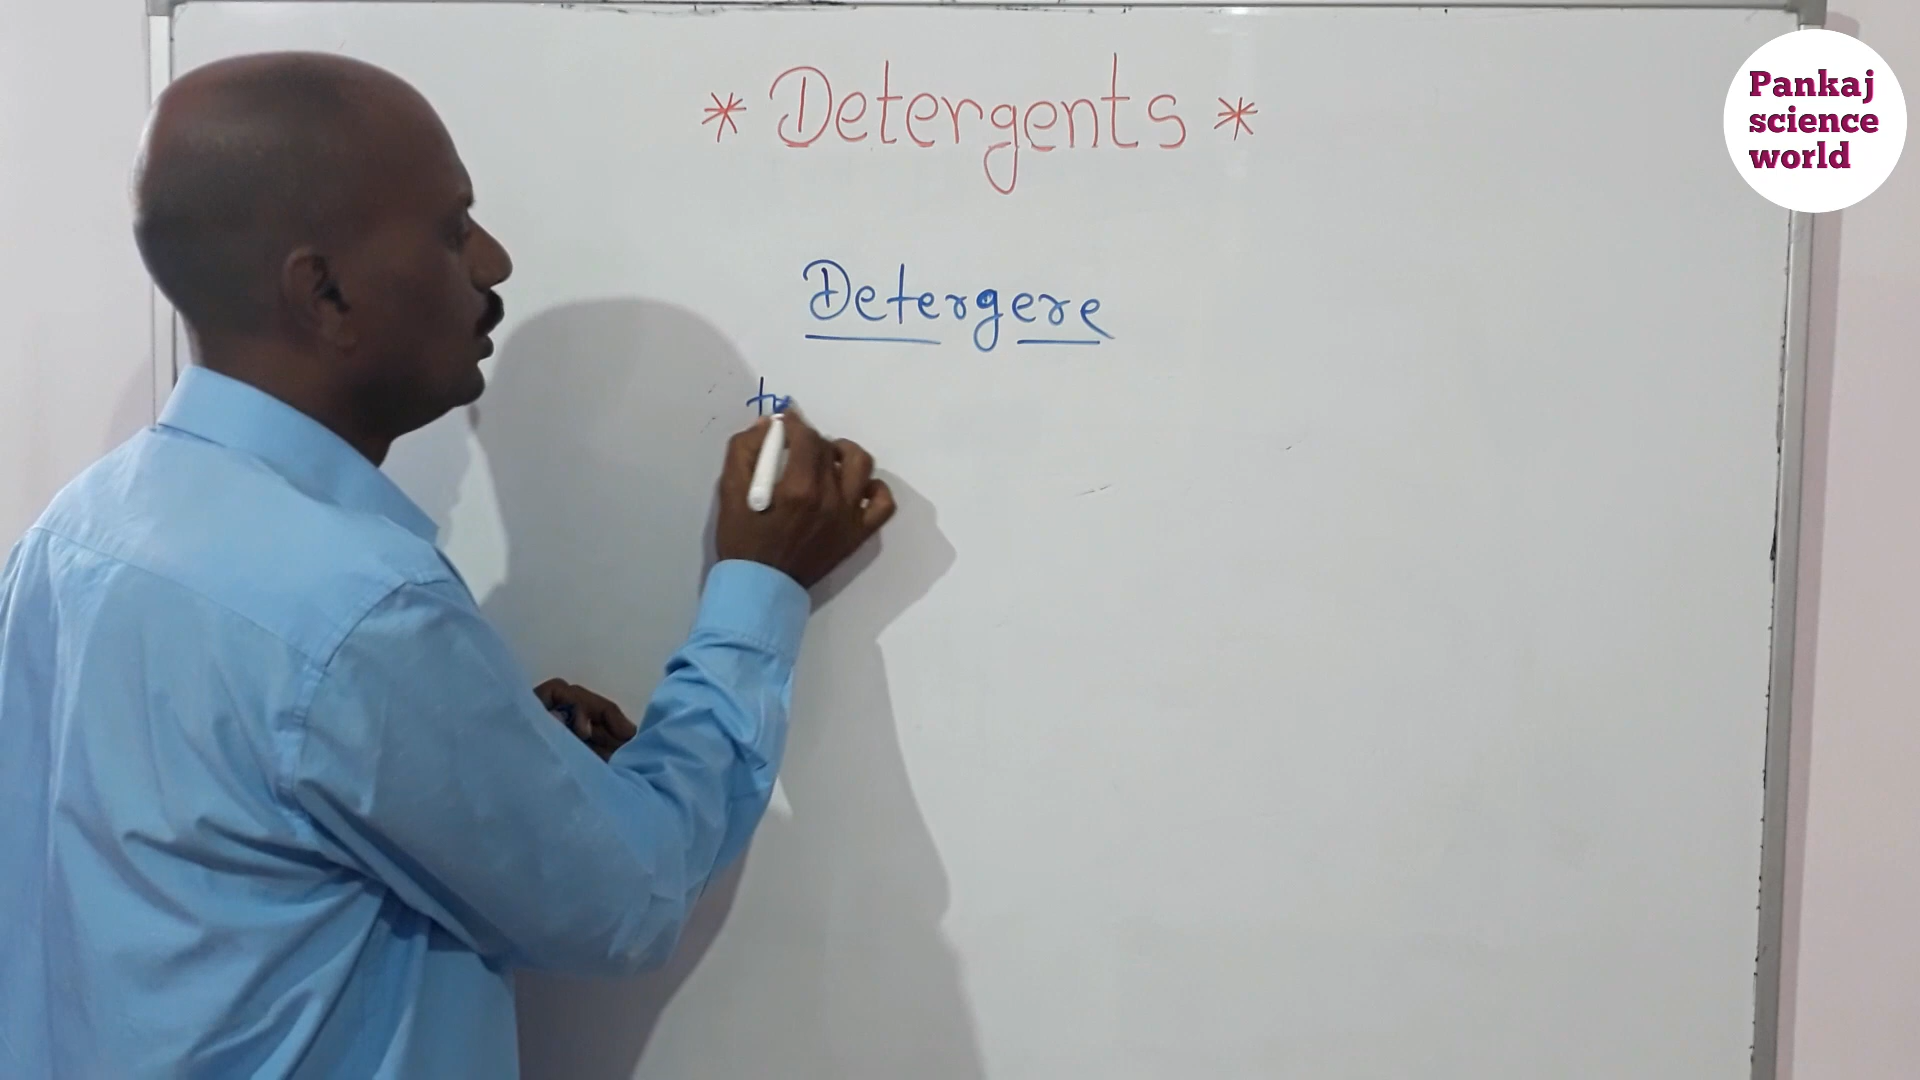 * Detergents *
Detergere
Pankaj
science
world